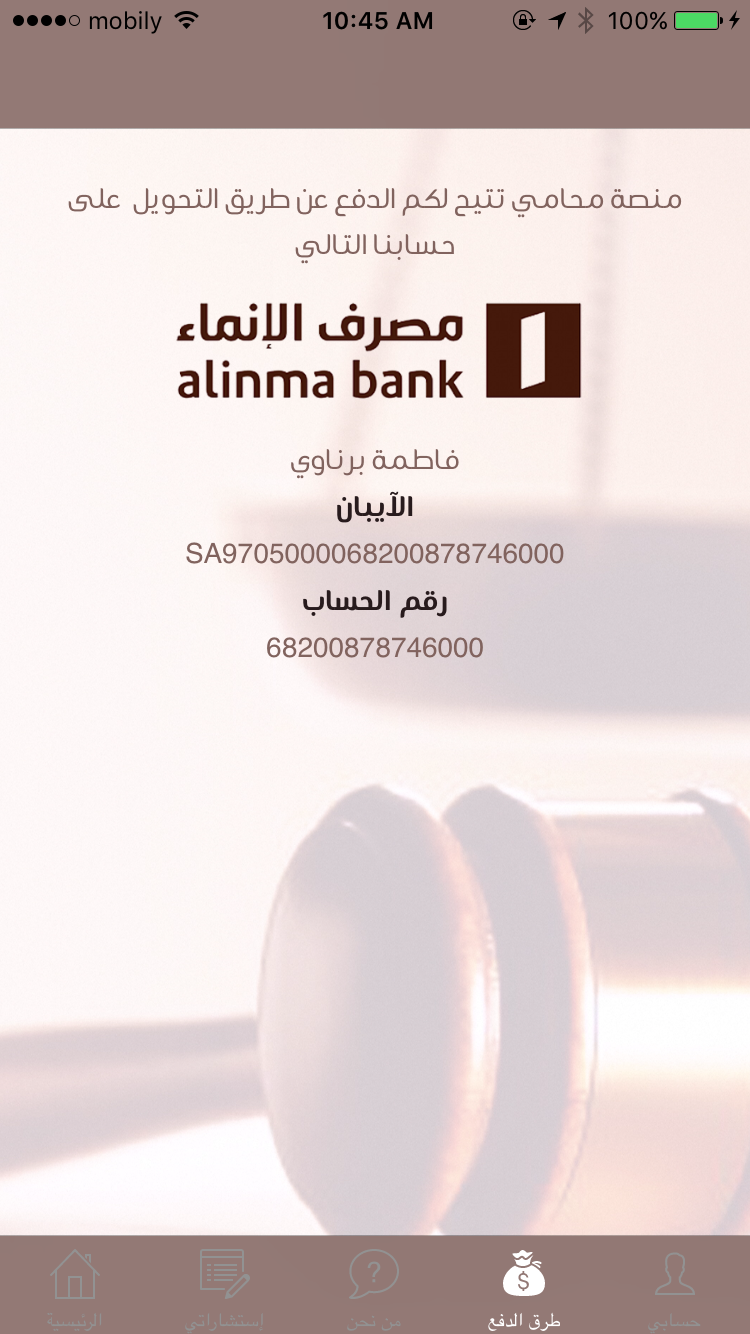 mobily 10:45 AM 100%
منصة محامي تتيح لكم الدفع عن طريق التحويل على
حسابنا التالي
مصرف الإنماء
alinma bank
فاطمة برناوي
الآيبان
SA9705000068200878746000
رقم الحساب
68200878746000
حسابي
طرق الدفع
من نحن
إستشاراتي
الرئيسية